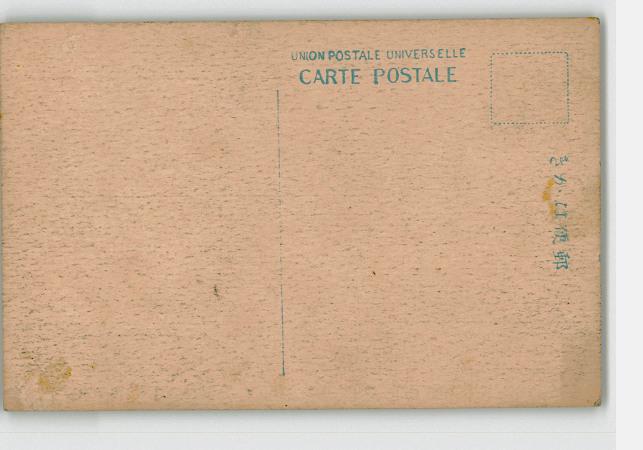 UNION POSTALE UNIVERSELLE
CARTE POSTALE
きかは便郵